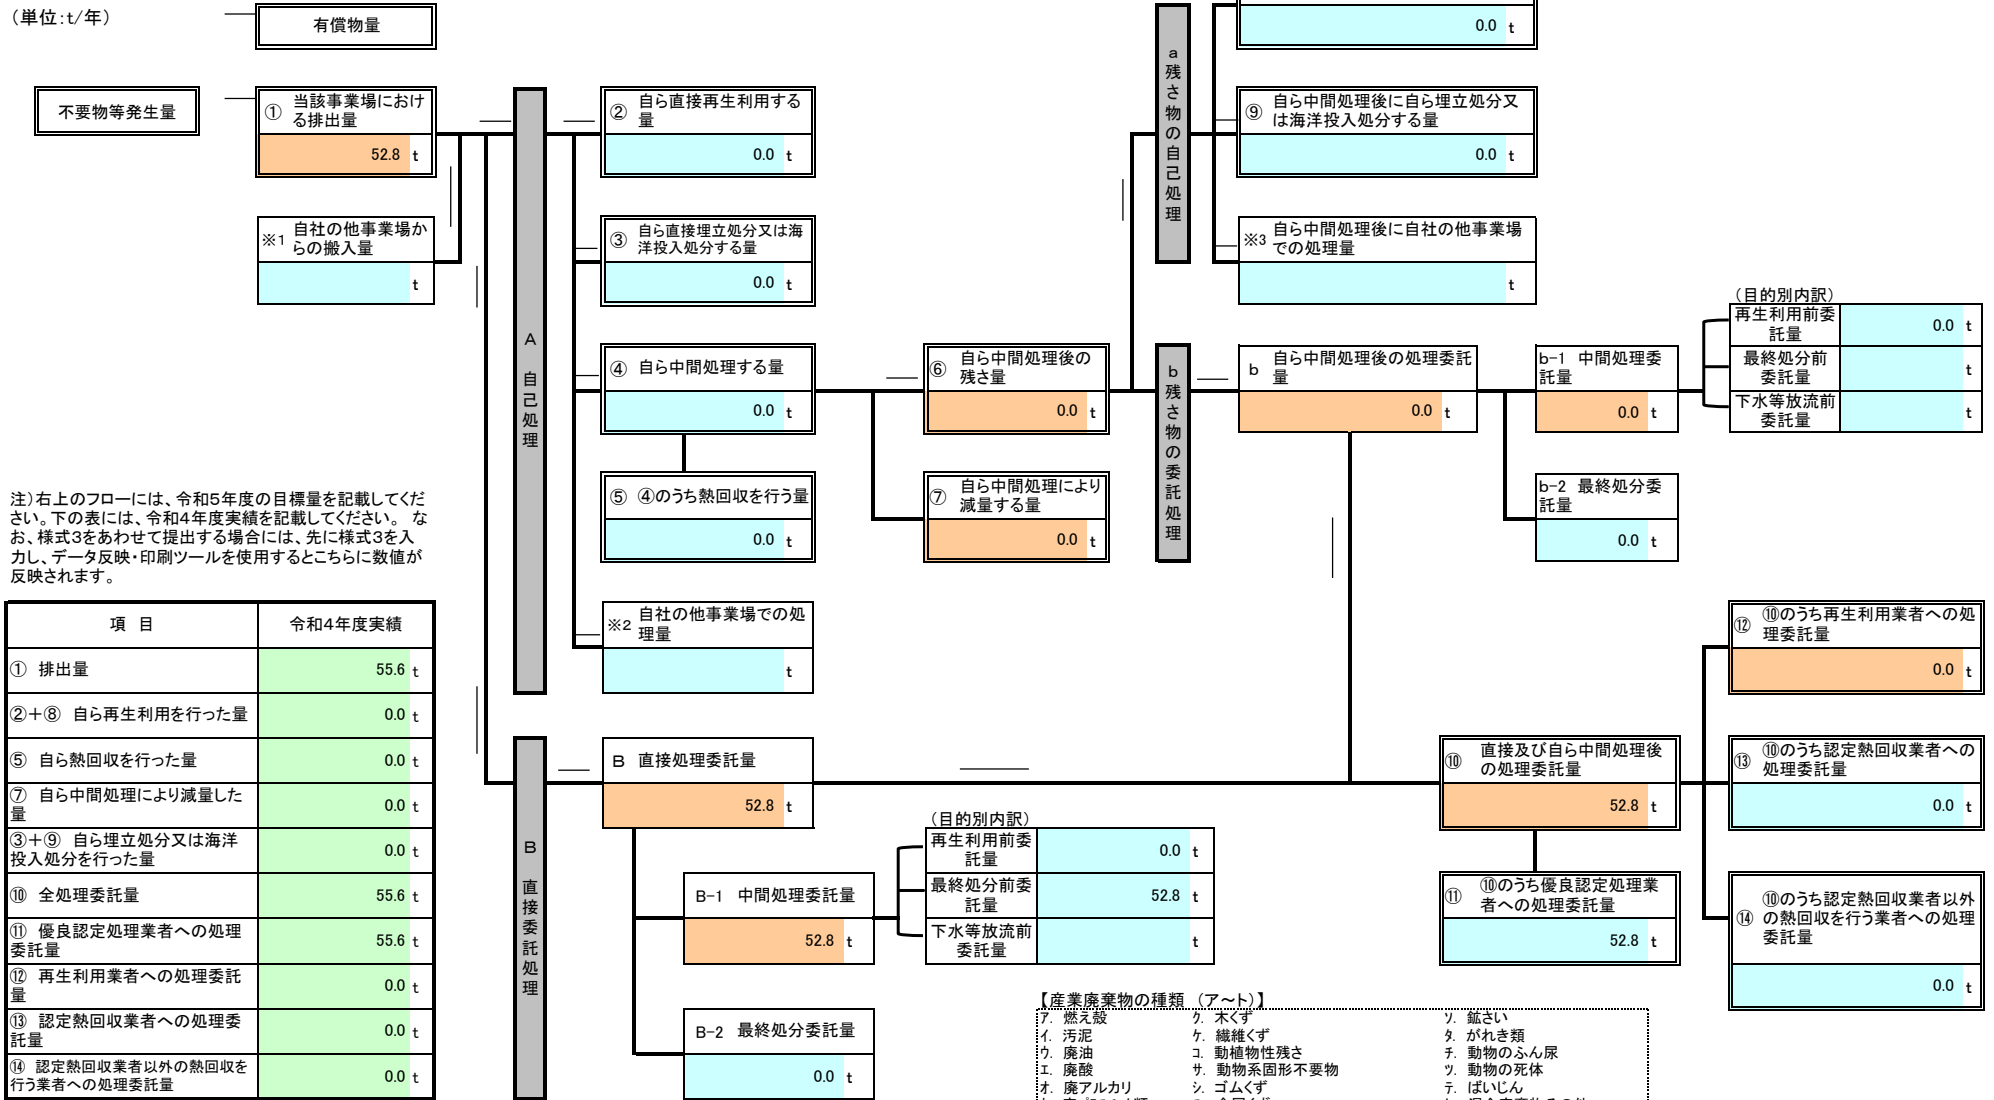 （単位：t/年）
有償物量
不要物等発生量
① 当該事業場におけ
る排出量
52.8 t
※1 自社の他事業場か
らの搬入量
t
A 自己処理
② 自ら直接再生利用する
量
0.0 t
③ 自ら直接埋立処分又は海
洋投入処分する量
0.0 t
④ 自ら中間処理する量
0.0 t
⑤ ④のうち熱回収を行う量
0.0 t
※2 自社の他事業場での処
理量
t
⑥ 自ら中間処理後の
残さ量
0.0 t
⑦ 自ら中間処理により
減量する量
0.0 t
a 残さ物の自己処理
0.0 t
⑨ 自ら中間処理後に自ら埋立処分又
は海洋投入処分する量
0.0 t
※3 自ら中間処理後に自社の他事業場
での処理量
t
b 残さ物の委託処理
b 自ら中間処理後の処理委託
量
0.0 t
b-1 中間処理委
託量
0.0 t
b-2 最終処分委
託量
0.0 t
（目的別内訳）
再生利用前委
託量
0.0 t
最終処分前
委託量
t
下水等放流前
委託量
t
注）右上のフローには、令和5年度の目標量を記載してくだ
さい。下の表には、令和4年度実績を記載してください。 な
お、様式3をあわせて提出する場合には、先に様式3を入
力し、データ反映・印刷ツールを使用するとこちらに数値が
反映されます。
項 目 令和4年度実績
① 排出量 55.6 t
②＋⑧ 自ら再生利用を行った量 0.0 t
⑤ 自ら熱回収を行った量 0.0 t
⑦ 自ら中間処理により減量した
量 0.0 t
③＋⑨ 自ら埋立処分又は海洋
投入処分を行った量 0.0 t
⑩ 全処理委託量 55.6 t
⑪ 優良認定処理業者への処理
委託量 55.6 t
⑫ 再生利用業者への処理委託
量 0.0 t
⑬ 認定熱回収業者への処理委
託量 0.0 t
⑭ 認定熱回収業者以外の熱回収を
行う業者への処理委託量 0.0 t
B 直接委託処理
B 直接処理委託量
52.8 t
B-1 中間処理委託量
52.8 t
B-2 最終処分委託量
0.0 t
（目的別内訳）
再生利用前委
託量
0.0 t
最終処分前委
託量
52.8 t
下水等放流前
委託量
t
⑩ 直接及び自ら中間処理後
の処理委託量
52.8 t
⑪ ⑩のうち優良認定処理業
者への処理委託量
52.8 t
⑫ ⑩のうち再生利用業者への処
理委託量
0.0 t
⑬ ⑩のうち認定熱回収業者への
処理委託量
0.0 t
⑭ ⑩のうち認定熱回収業者以外
の熱回収を行う業者への処理
委託量
0.0 t
【産業廃棄物の種類 （ア～ト）】
ｱ. 燃え殻 ｸ. 木くず ｿ. 鉱さい
ｲ. 汚泥 ｹ. 繊維くず ﾀ. がれき類
ｳ. 廃油 ｺ. 動植物性残さ ﾁ. 動物のふん尿
ｴ. 廃酸 ｻ. 動物系固形不要物 ﾂ. 動物の死体
ｵ. 廃アルカリ ｼ. ゴムくず ﾃ. ばいじん